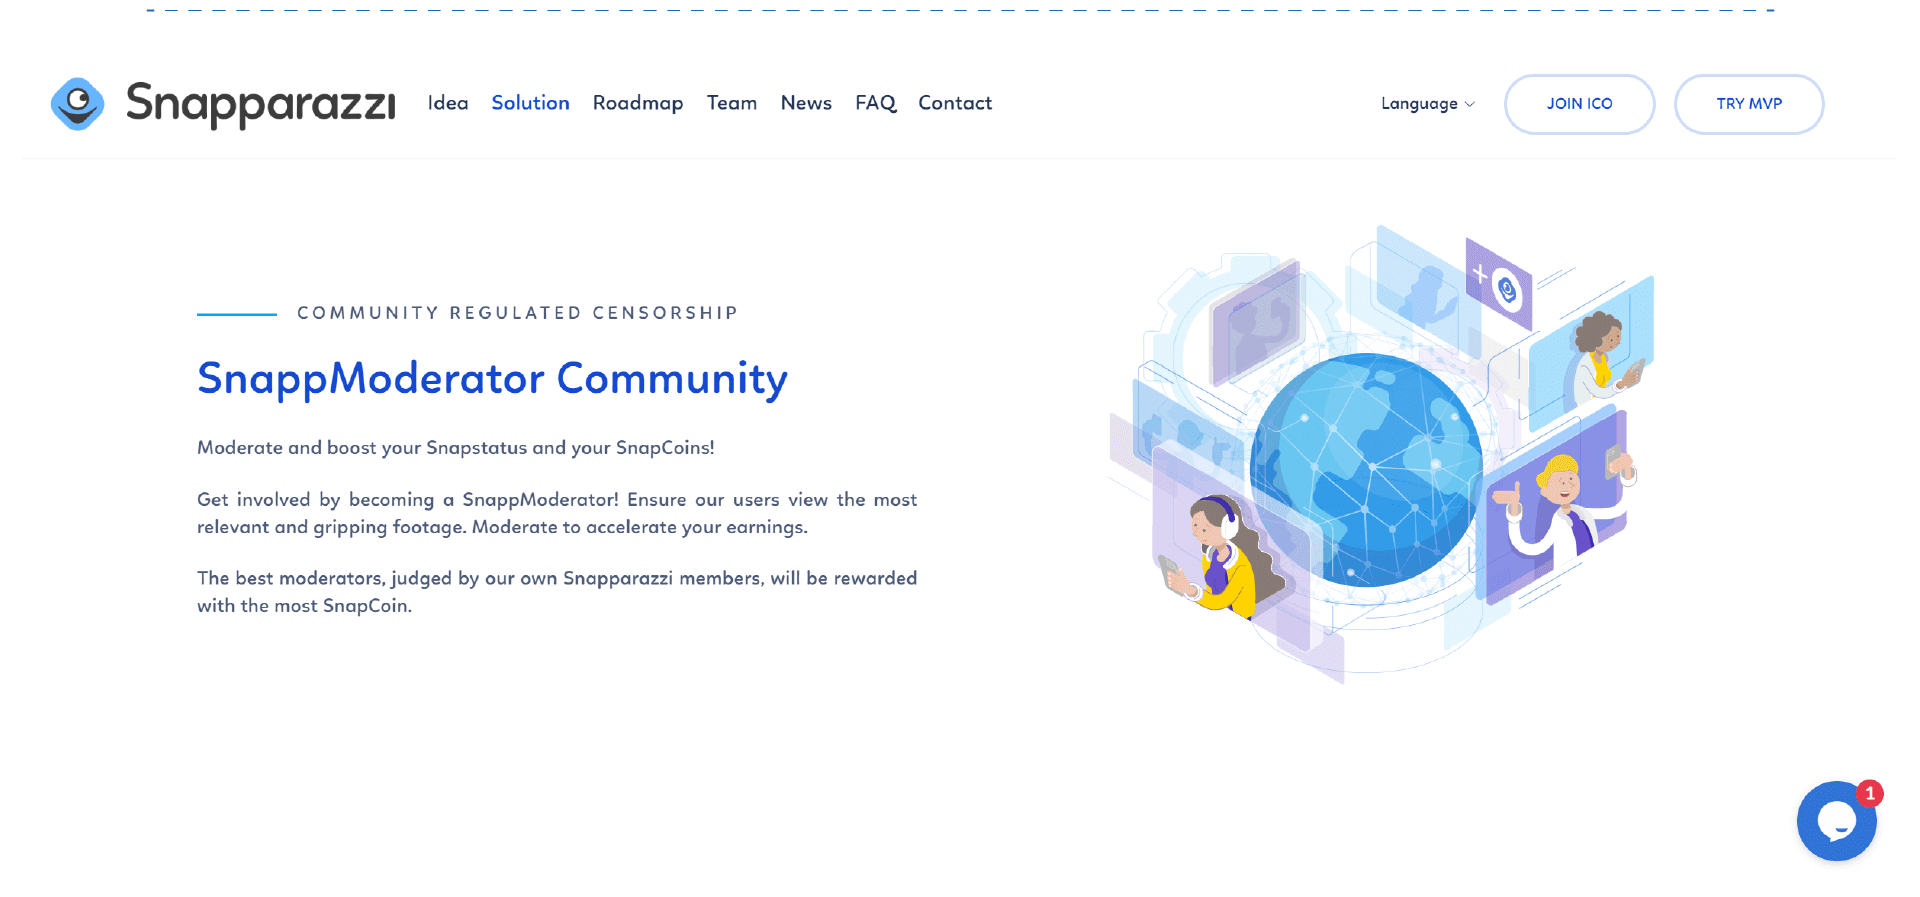 Snapparazzi
Idea Solution Roadmap Team News FAQ Contact
Language
JOIN ICO
TRY MVP
COMMUNITY REGULATED CENSORSHIP
SnappModerator Community
Moderate and boost your Snapstatus and your SnapCoins!
Get involved by becoming a SnappModerator! Ensure our users view the most
relevant and gripping footage. Moderate to accelerate your earnings.
The best moderators, judged by our own Snapparazzi members, will be rewarded
with the most SnapCoin.
1